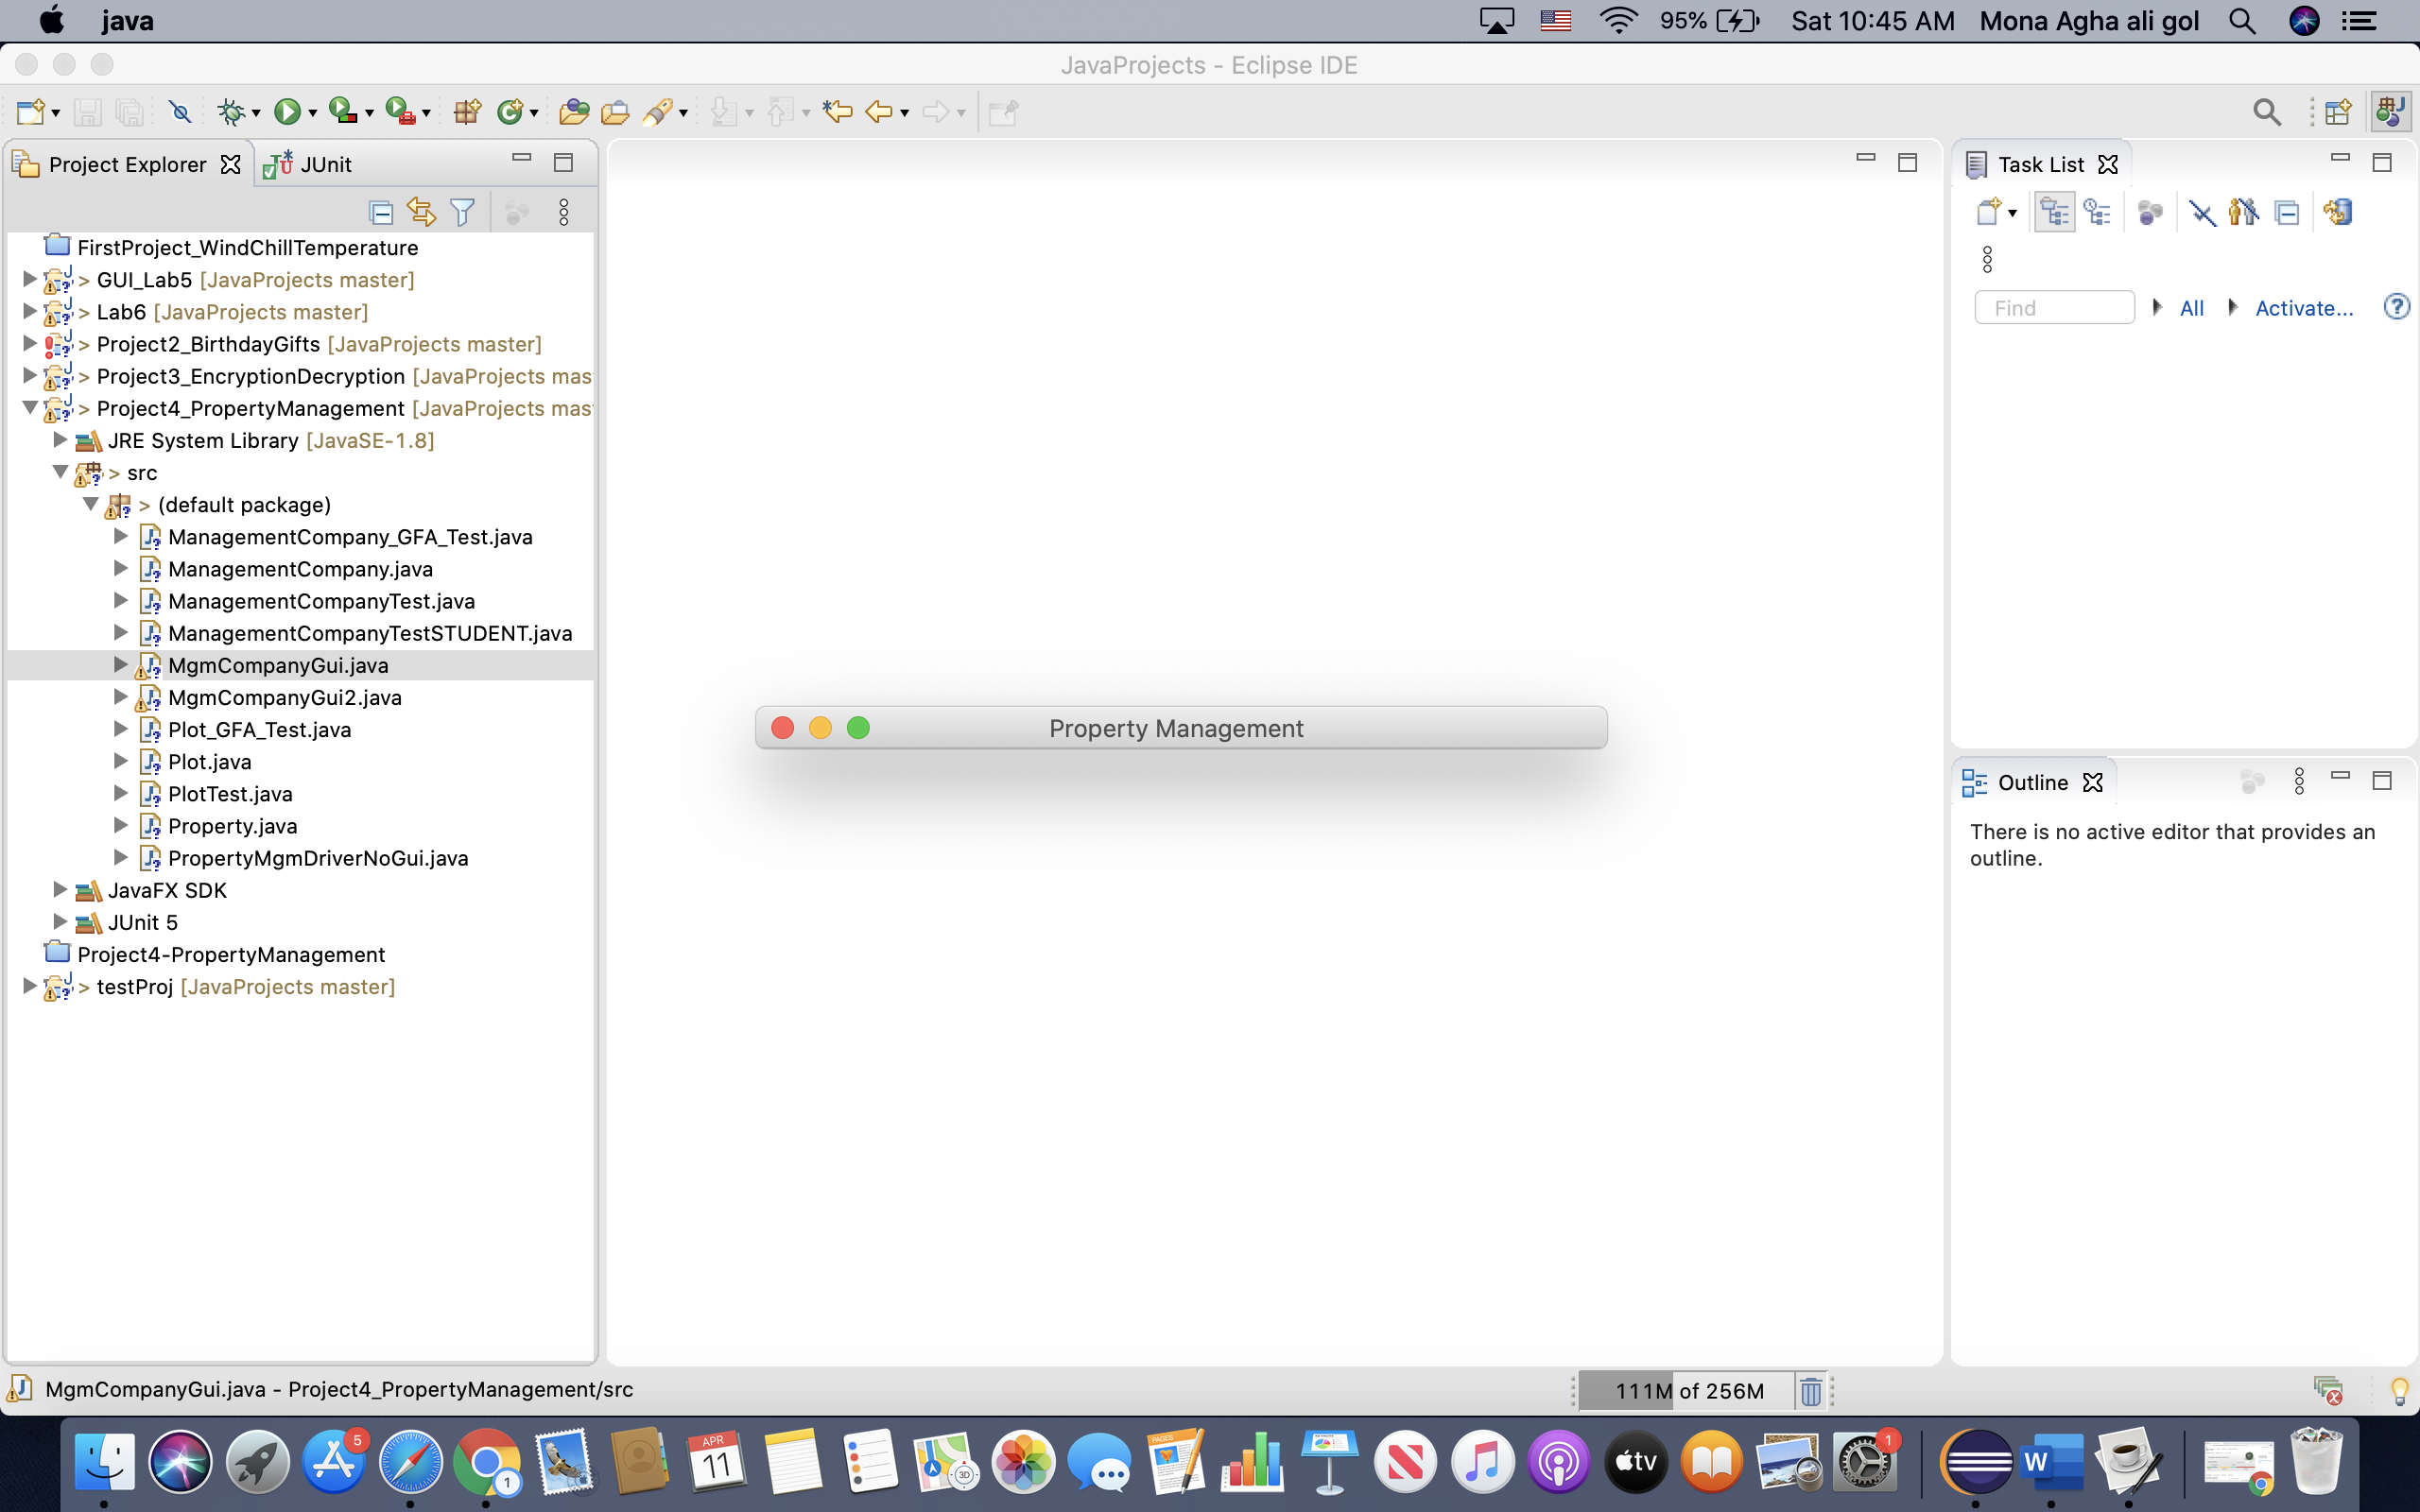 java
95%
Sat 10:45 AM
Mona Agha ali gol
JavaProjects - Eclipse IDE
Project Explorer
JUnit
FirstProject_WindChillTemperature
> GUI_Lab5 [JavaProjects master]
> Lab6 [JavaProjects master]
> Project2_BirthdayGifts [JavaProjects master]
> Project3_EncryptionDecryption [JavaProjects mas
> Project4_PropertyManagement [JavaProjects mas
JRE System Library [JavaSE-1.8]
> src
> (default package)
ManagementCompany_GFA_Test.java
ManagementCompany.java
ManagementCompanyTest.java
ManagementCompanyTestSTUDENT.java
MgmCompanyGui.java
MgmCompanyGui2.java
Plot_GFA_Test.java
Plot.java
PlotTest.java
Property.java
PropertyMgmDriverNoGui.java
JavaFX SDK
JUnit 5
Project4-PropertyManagement
> testProj [JavaProjects master]
Property Management
Task List
Find
All
Activate...
Outline
There is no active editor that provides an
outline.
MgmCompanyGui.java - Project4_PropertyManagement/src
111M of 256M
5
1
APR
11
3D
PAGES
tv
1
W